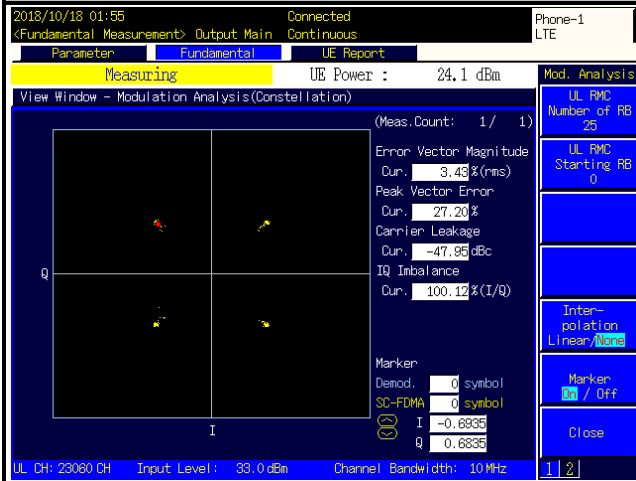 2018/10/18 01:55 Connected Phone-1
<Fundamental Measurement> Output Main Continuous LTE
Parameter Fundamental UE Report
Measuring UE Power : 24.1 dBm Mod. Analysis
View Window - Modulation Analysis(Constellation)
UL RMC
Number of RB
25
UL RMC
Starting RB
0
(Meas.Count: 1/ 1)
Error Vector Magnitude
Cur. 3.43 %(rms)
Peak Vector Error
Cur. 27.20 %
Carrier Leakage
Cur. -47.95 dBc
IQ Imbalance
Cur. 100.12 %(I/Q)
Q
I
Marker
Demod. 0 symbol
SC-FDMA 0 symbol
I -0.6935
Q 0.6835
Inter-
polation
Linear/None
Marker
On / Off
Close
UL CH: 23060 CH Input Level: 33.0 dBm Channel Bandwidth: 10 MHz 1 2